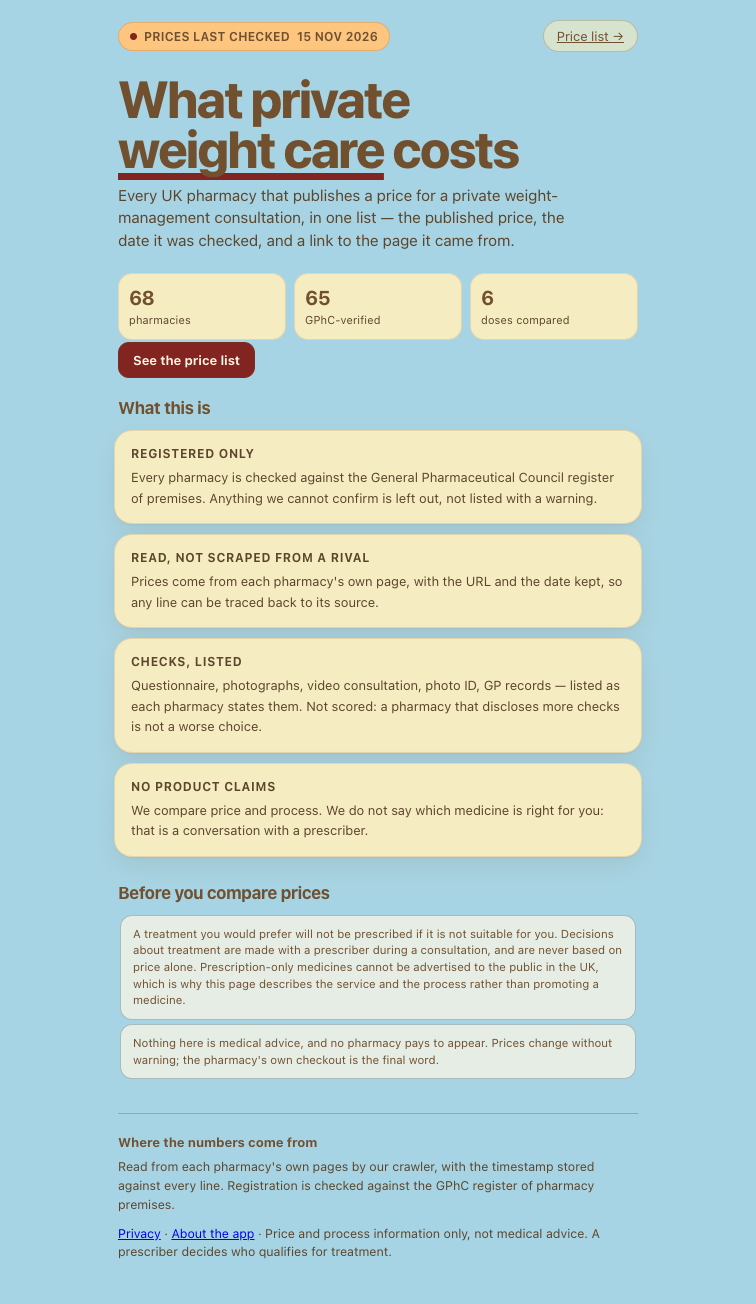 PRICES LAST CHECKED 15 NOV 2026
Price list →
What private
weight care costs
Every UK pharmacy that publishes a price for a private weight-
management consultation, in one list — the published price, the
date it was checked, and a link to the page it came from.
68
pharmacies
65
GPhC-verified
6
doses compared
See the price list
What this is
REGISTERED ONLY
Every pharmacy is checked against the General Pharmaceutical Council register
of premises. Anything we cannot confirm is left out, not listed with a warning.
READ, NOT SCRAPED FROM A RIVAL
Prices come from each pharmacy's own page, with the URL and the date kept, so
any line can be traced back to its source.
CHECKS, LISTED
Questionnaire, photographs, video consultation, photo ID, GP records — listed as
each pharmacy states them. Not scored: a pharmacy that discloses more checks
is not a worse choice.
NO PRODUCT CLAIMS
We compare price and process. We do not say which medicine is right for you:
that is a conversation with a prescriber.
Before you compare prices
A treatment you would prefer will not be prescribed if it is not suitable for you. Decisions
about treatment are made with a prescriber during a consultation, and are never based on
price alone. Prescription-only medicines cannot be advertised to the public in the UK,
which is why this page describes the service and the process rather than promoting a
medicine.
Nothing here is medical advice, and no pharmacy pays to appear. Prices change without
warning; the pharmacy's own checkout is the final word.
Where the numbers come from
Read from each pharmacy's own pages by our crawler, with the timestamp stored
against every line. Registration is checked against the GPhC register of pharmacy
premises.
Privacy · About the app · Price and process information only, not medical advice. A
prescriber decides who qualifies for treatment.